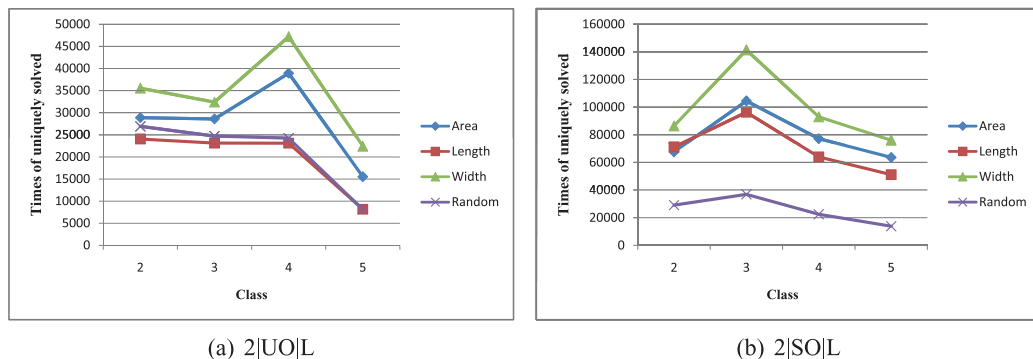 50000
45000
40000
35000
30000
25000
20000
15000
10000
5000
0
Times of uniquely solved
2 3 4 5
Class
Area
Length
Width
Random
(a) 2|UO|L
160000
140000
120000
100000
80000
60000
40000
20000
0
Times of uniquely solved
2 3 4 5
Class
Area
Length
Width
Random
(b) 2|SO|L